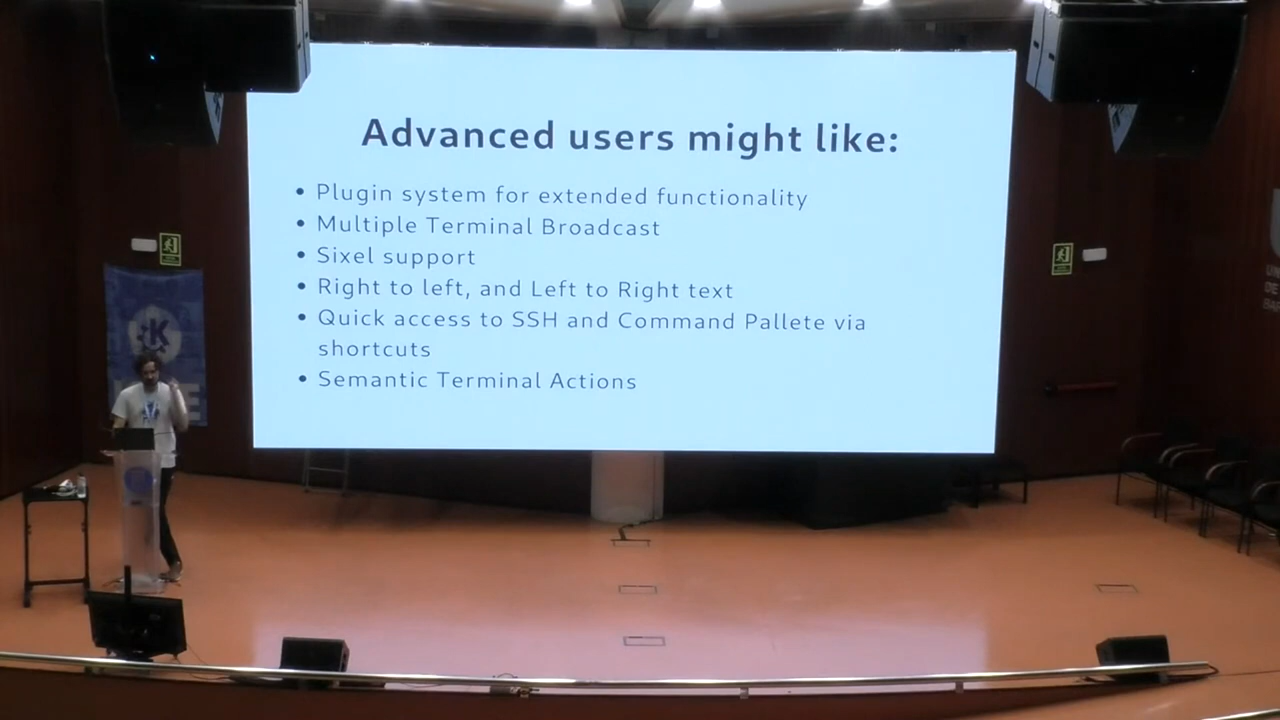 Advanced users might like:
• Plugin system for extended functionality
• Multiple Terminal Broadcast
• Sixel support
• Right to left, and Left to Right text
• Quick access to SSH and Command Pallete via
shortcuts
• Semantic Terminal Actions
K